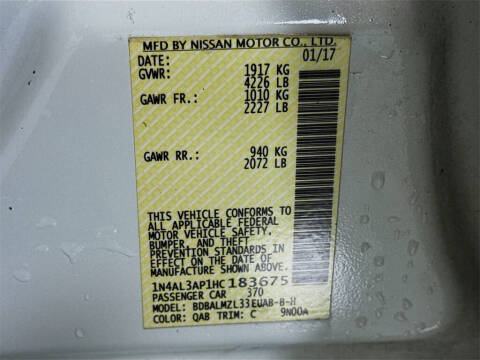 MFD BY NISSAN MOTOR CO., LTD.
DATE: 01/17
GVWR: 1917 KG
4226 LB
GAWR FR.: 1010 KG
2227 LB
GAWR RR.: 940 KG
2072 LB
THIS VEHICLE CONFORMS TO
ALL APPLICABLE FEDERAL
MOTOR VEHICLE SAFETY,
BUMPER, AND THEFT
PREVENTION STANDARDS IN
EFFECT ON THE DATE OF
MANUFACTURE SHOWN ABOVE.
1N4AL3AP1HC183675
PASSENGER CAR 370
MODEL: BDBALMZL33EUAB-B-H
COLOR: QAB TRIM: C 9N00A